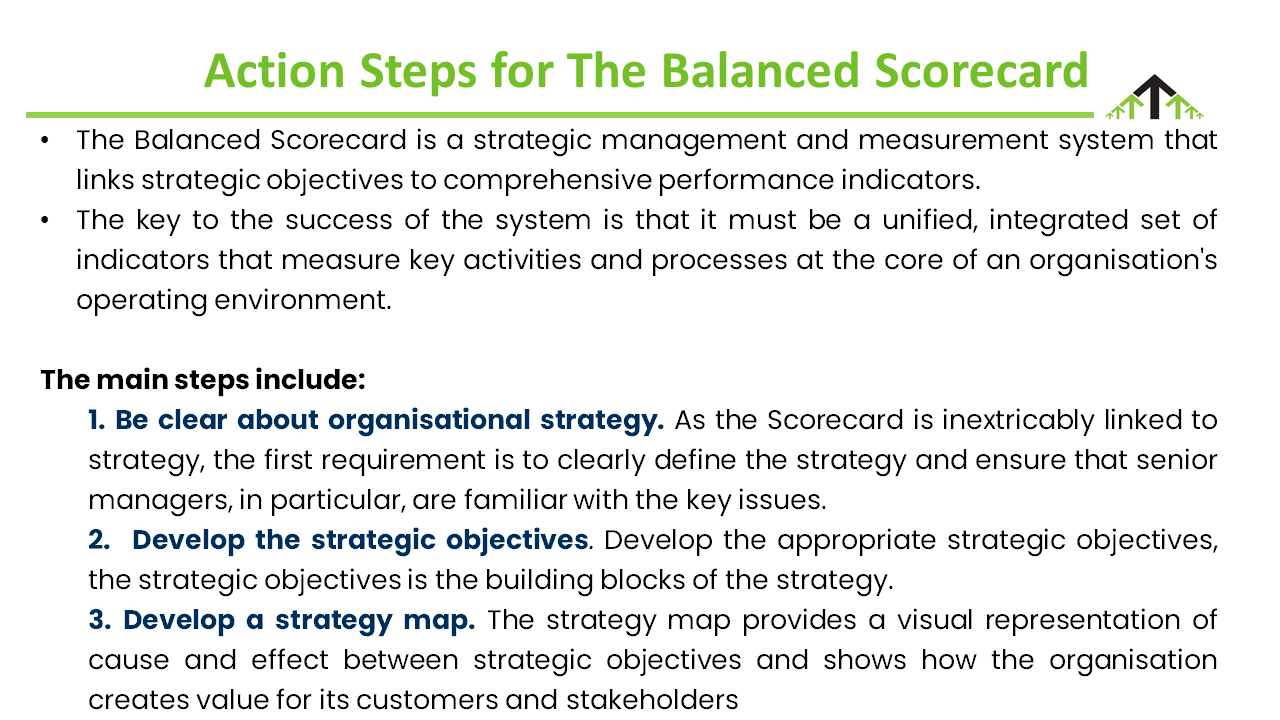 Action Steps for The Balanced Scorecard
• The Balanced Scorecard is a strategic management and measurement system that
links strategic objectives to comprehensive performance indicators.
• The key to the success of the system is that it must be a unified, integrated set of
indicators that measure key activities and processes at the core of an organisation's
operating environment.
The main steps include:
1. Be clear about organisational strategy. As the Scorecard is inextricably linked to
strategy, the first requirement is to clearly define the strategy and ensure that senior
managers, in particular, are familiar with the key issues.
2. Develop the strategic objectives. Develop the appropriate strategic objectives,
the strategic objectives is the building blocks of the strategy.
3. Develop a strategy map. The strategy map provides a visual representation of
cause and effect between strategic objectives and shows how the organisation
creates value for its customers and stakeholders